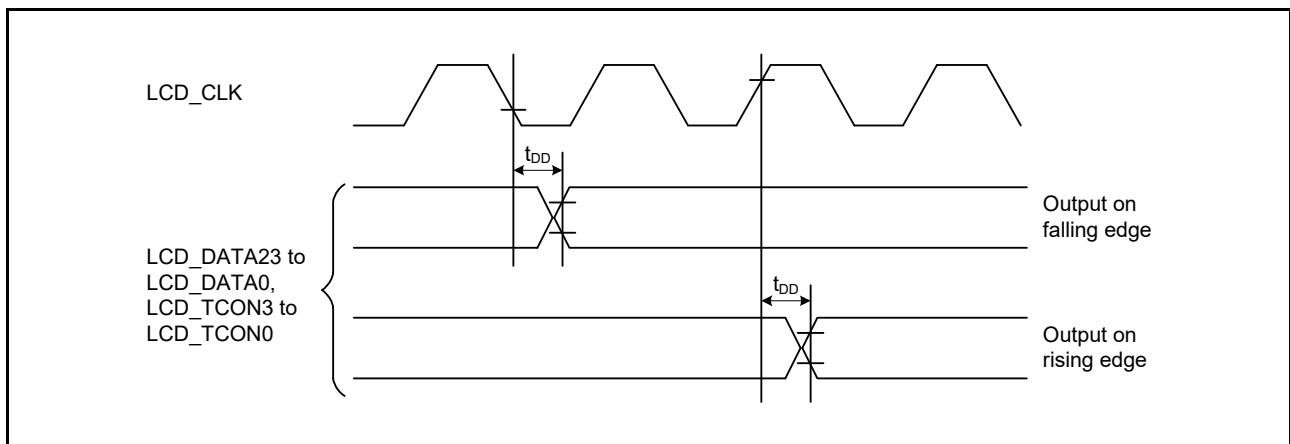 LCD_CLK
tDD
Output on
falling edge
LCD_DATA23 to
LCD_DATA0,
LCD_TCON3 to
LCD_TCON0
tDD
Output on
rising edge